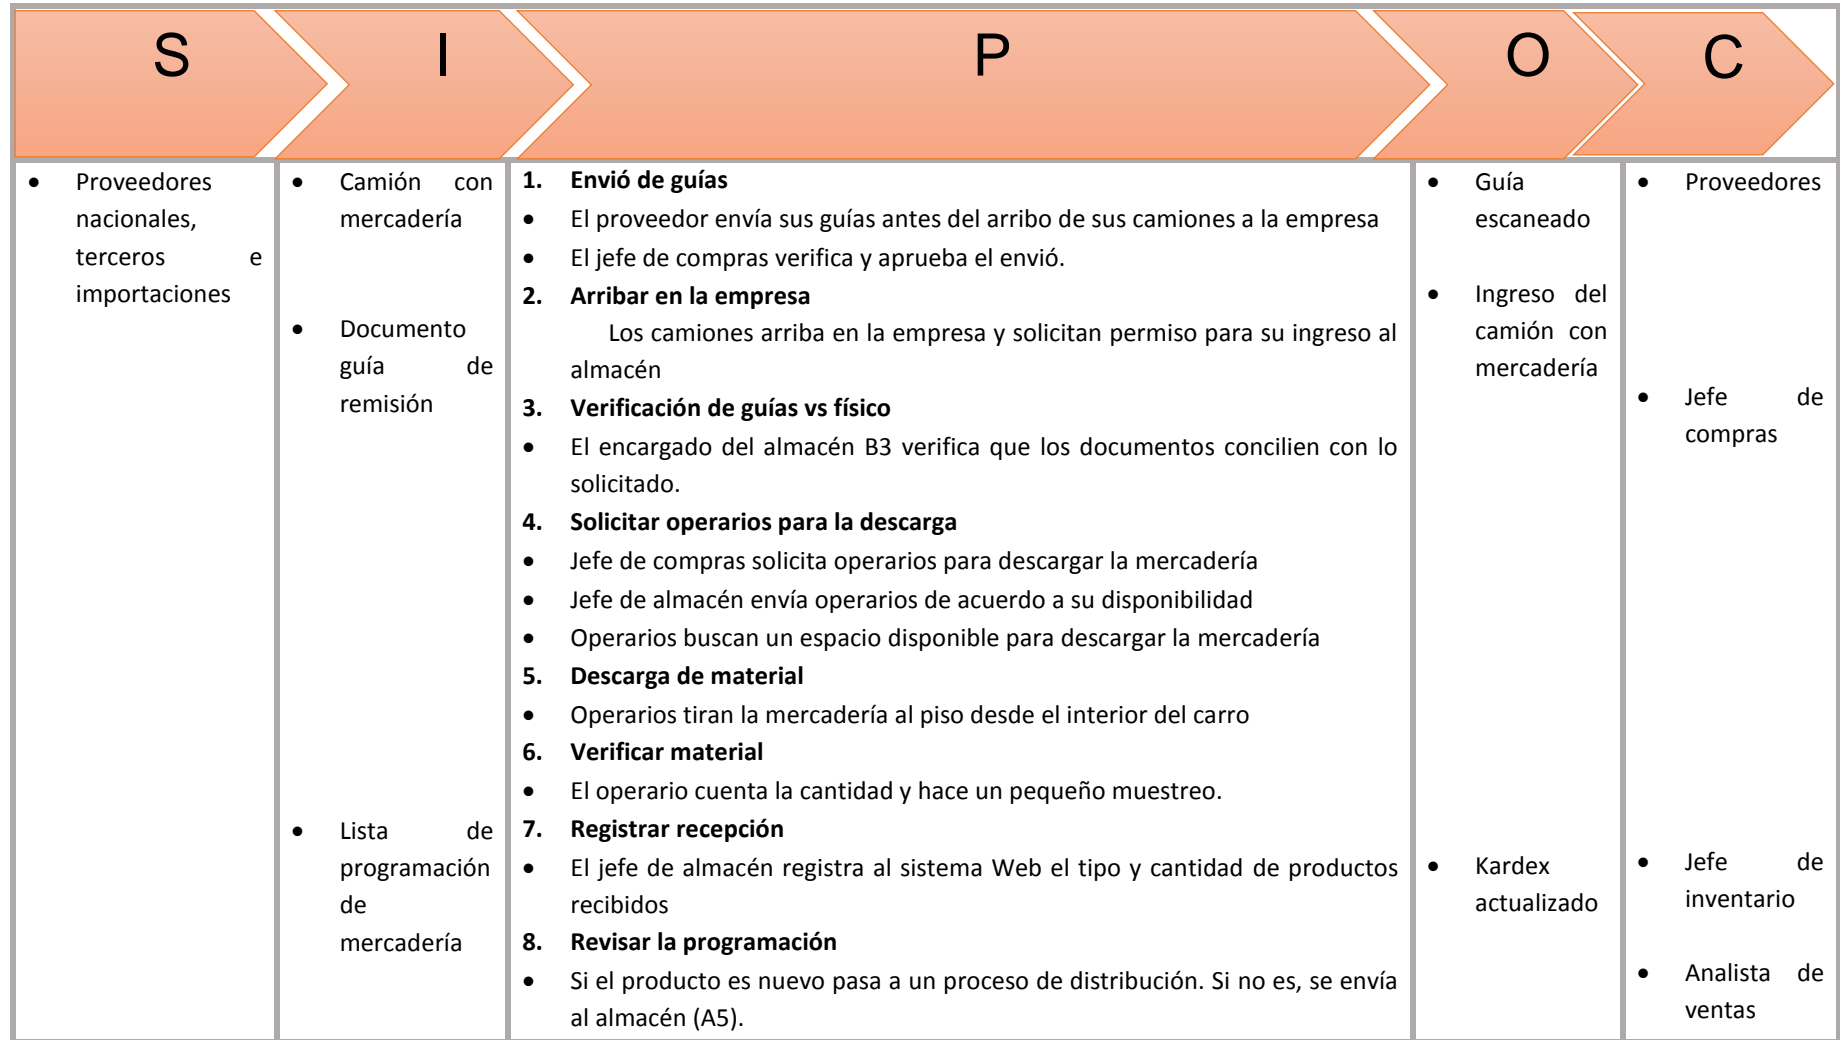 S
I
P
O
C
• Proveedores
nacionales,
terceros e
importaciones
• Camión con
mercadería
• Documento
guía de
remisión
• Lista de
programación
de
mercadería
1. Envió de guías
• El proveedor envía sus guías antes del arribo de sus camiones a la empresa
• El jefe de compras verifica y aprueba el envió.
2. Arribar en la empresa
Los camiones arriba en la empresa y solicitan permiso para su ingreso al
almacén
3. Verificación de guías vs físico
• El encargado del almacén B3 verifica que los documentos concilien con lo
solicitado.
4. Solicitar operarios para la descarga
• Jefe de compras solicita operarios para descargar la mercadería
• Jefe de almacén envía operarios de acuerdo a su disponibilidad
• Operarios buscan un espacio disponible para descargar la mercadería
5. Descarga de material
• Operarios tiran la mercadería al piso desde el interior del carro
6. Verificar material
• El operario cuenta la cantidad y hace un pequeño muestreo.
7. Registrar recepción
• El jefe de almacén registra al sistema Web el tipo y cantidad de productos
recibidos
8. Revisar la programación
• Si el producto es nuevo pasa a un proceso de distribución. Si no es, se envía
al almacén (A5).
• Guía
escaneado
• Ingreso del
camión con
mercadería
• Kardex
actualizado
• Proveedores
• Jefe de
compras
• Jefe de
inventario
• Analista de
ventas